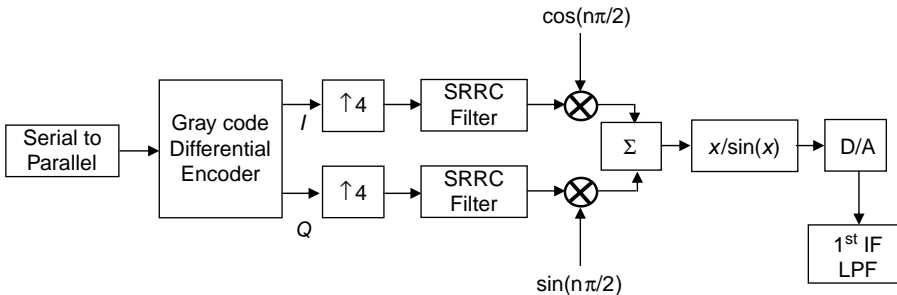 cos(nπ/2)
Serial to
Parallel
Gray code
Differential
Encoder
I
↑4
SRRC
Filter
Q
↑4
SRRC
Filter
sin(nπ/2)
Σ
x/sin(x)
D/A
1st IF
LPF